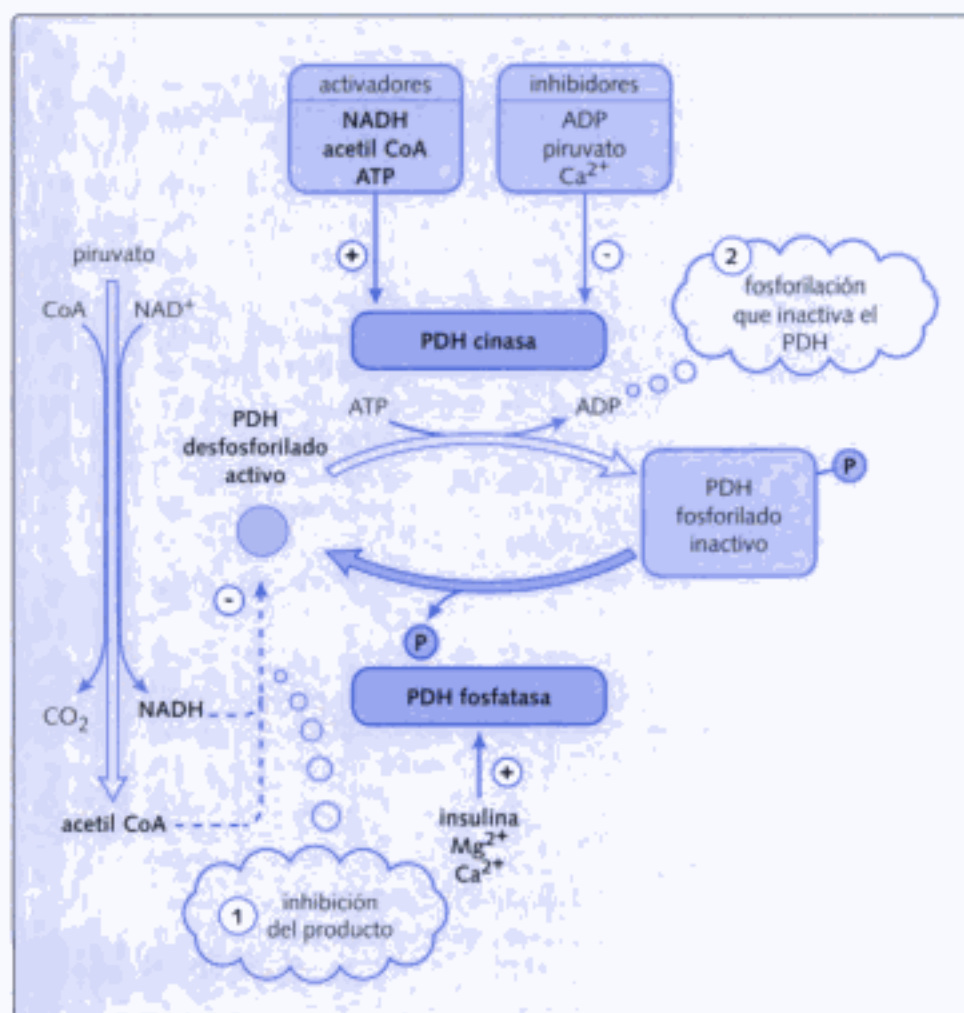 activadores
NADH
acetil CoA
ATP
inhibidores
ADP
piruvato
Ca²⁺
+
-
piruvato
CoA
NAD⁺
2
fosforilación
que inactiva el
PDH
PDH cinasa
ATP
ADP
PDH
desfosforilado
activo
PDH
fosforilado
inactivo
P
-
P
PDH fosfatasa
CO₂
NADH
+
acetil CoA
insulina
Mg²⁺
Ca²⁺
1
inhibición
del producto